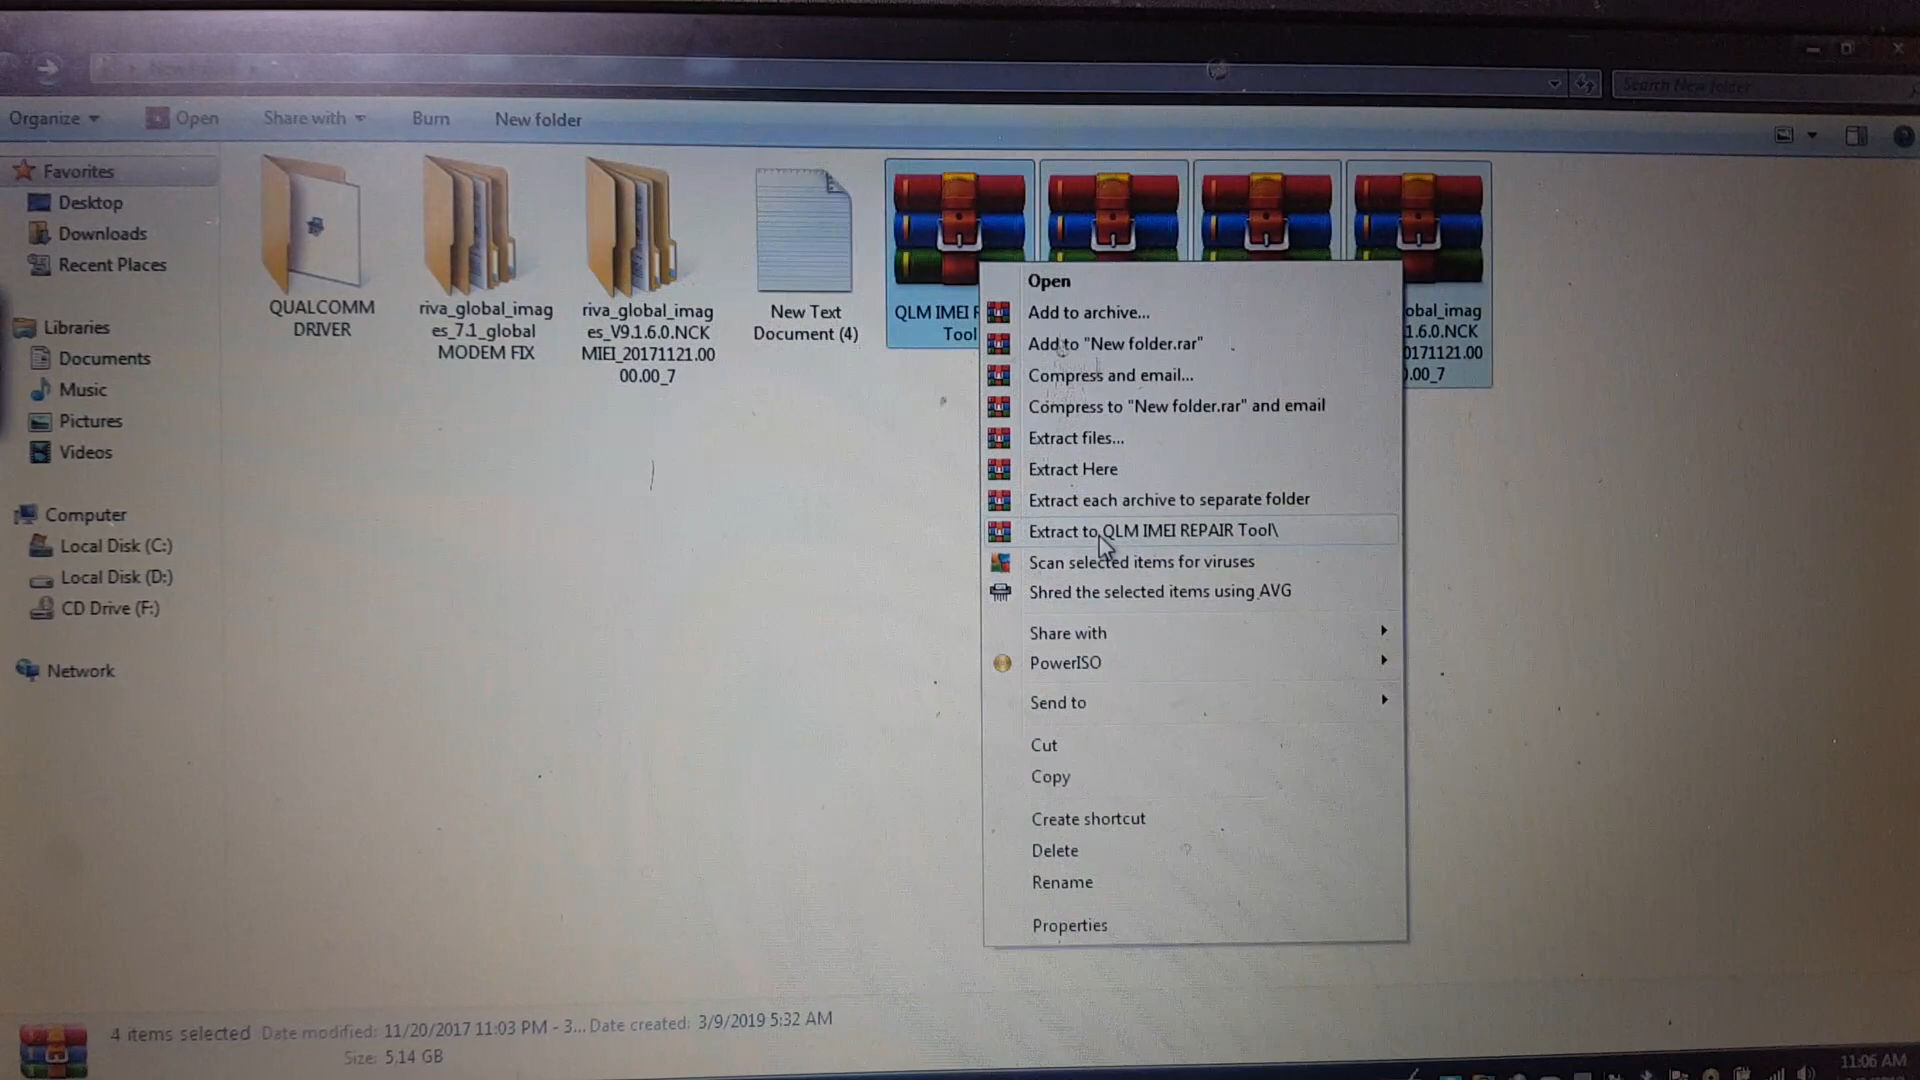 Search New folder
Organize
Open
Share with
Burn
New folder
Favorites
Desktop
Downloads
Recent Places
Libraries
Documents
Music
Pictures
Videos
Computer
Local Disk (C:)
Local Disk (D:)
CD Drive (F:)
Network
QUALCOMM
DRIVER
riva_global_imag
es_7.1_global
MODEM FIX
riva_global_imag
es_V9.1.6.0.NCK
MIEI_20171121.00
00.00_7
New Text
Document (4)
QLM IMEI
Tool
obal_imag
1.6.0.NCK
0171121.00
0.00_7
Open
Add to archive...
Add to "New folder.rar"
Compress and email...
Compress to "New folder.rar" and email
Extract files...
Extract Here
Extract each archive to separate folder
Extract to QLM IMEI REPAIR Tool\
Scan selected items for viruses
Shred the selected items using AVG
Share with
PowerISO
Send to
Cut
Copy
Create shortcut
Delete
Rename
Properties
4 items selected Date modified: 11/20/2017 11:03 PM - 3... Date created: 3/9/2019 5:32 AM
Size: 5.14 GB
11:06 AM